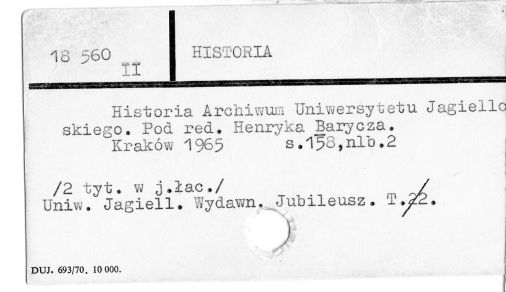 18 560
II
HISTORIA
Historia Archiwum Uniwersytetu Jagiello
skiego. Pod red. Henryka Barycza.
Kraków 1965 s.158,nlb.2
/2 tyt. w j.łac./
Uniw. Jagiell. Wydawn. Jubileusz. T.22.
DUJ. 693/70. 10 000.